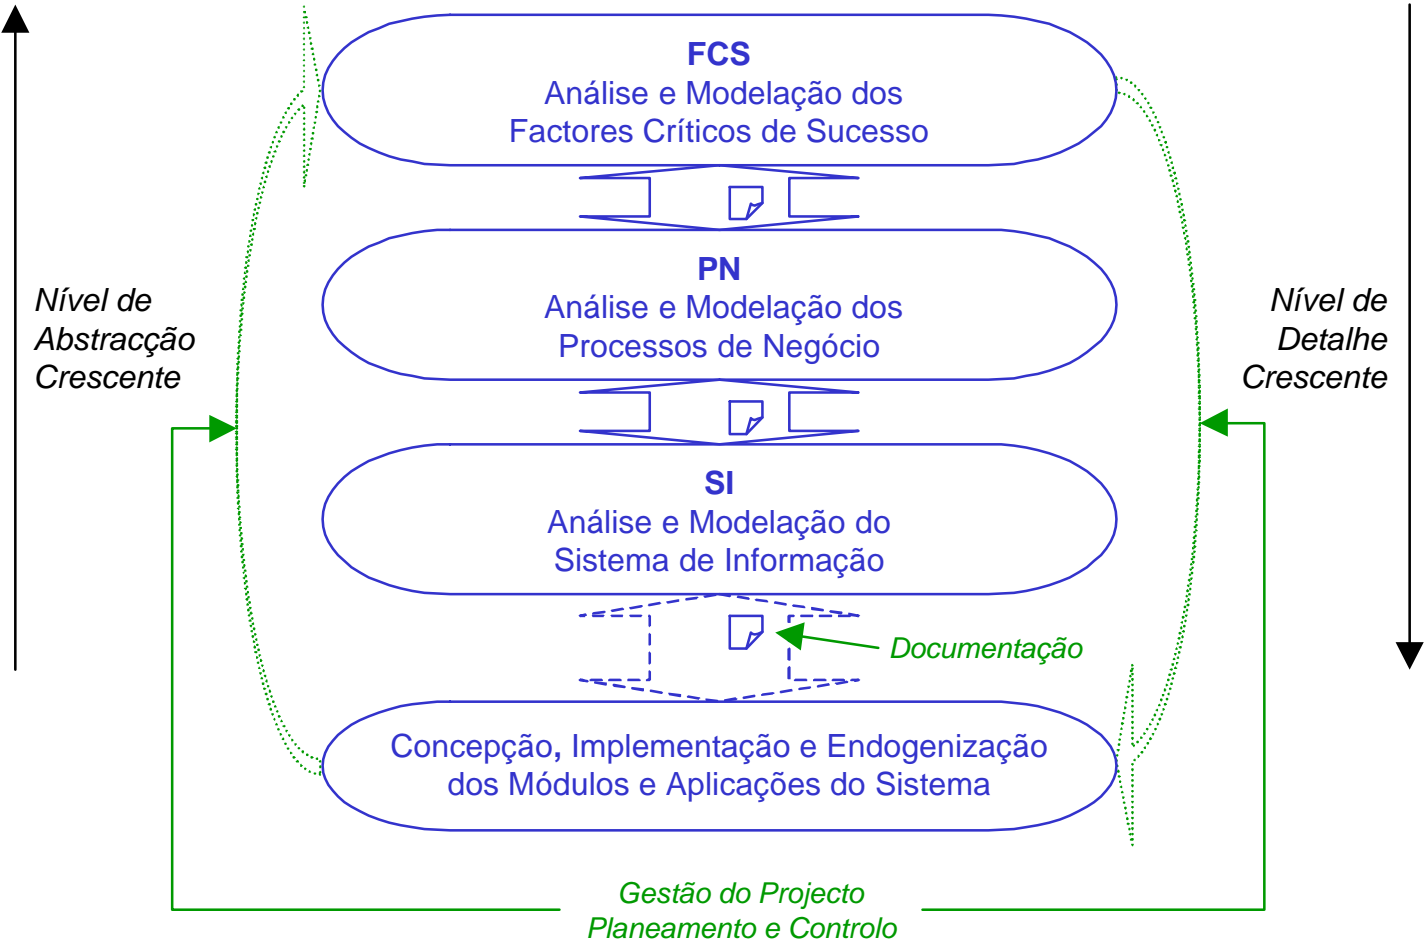 FCS
Análise e Modelação dos
Factores Críticos de Sucesso
PN
Análise e Modelação dos
Processos de Negócio
Nível de
Abstracção
Crescente
Nível de
Detalhe
Crescente
SI
Análise e Modelação do
Sistema de Informação
Documentação
Concepção, Implementação e Endogenização
dos Módulos e Aplicações do Sistema
Gestão do Projecto
Planeamento e Controlo